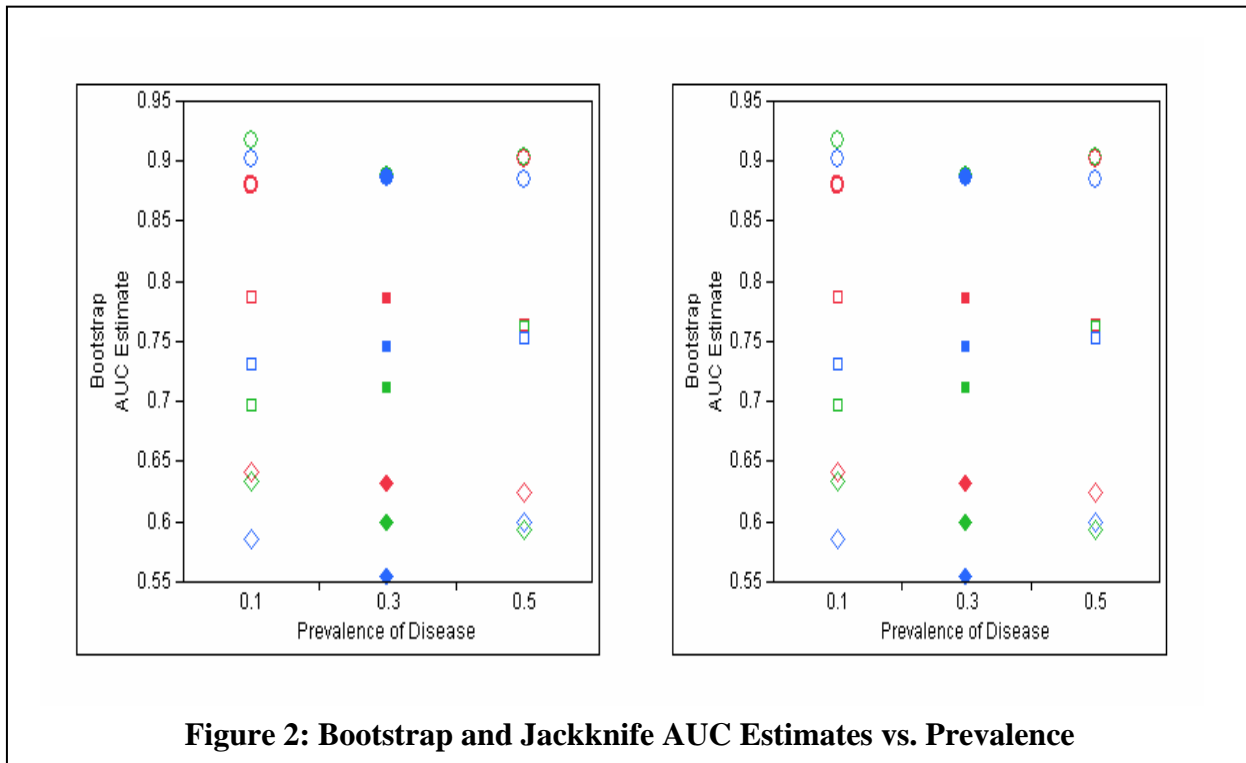 0.95
0.9
0.85
0.8
0.75
0.7
0.65
0.6
0.55
Bootstrap
AUC Estimate
0.1 0.3 0.5
Prevalence of Disease
0.95
0.9
0.85
0.8
0.75
0.7
0.65
0.6
0.55
Bootstrap
AUC Estimate
0.1 0.3 0.5
Prevalence of Disease
Figure 2: Bootstrap and Jackknife AUC Estimates vs. Prevalence